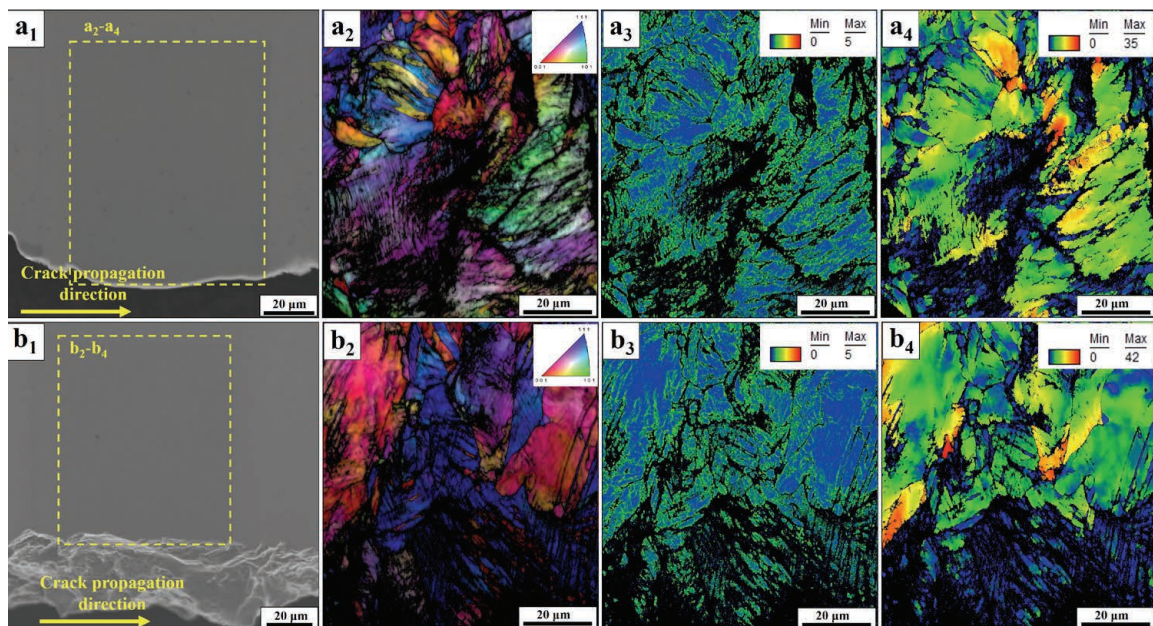 a1
a2-a4
Crack propagation
direction
20 μm
a2
111
001
101
20 μm
a3
Min Max
0 5
20 μm
a4
Min Max
0 35
20 μm
b1
b2-b4
Crack propagation
direction
20 μm
b2
111
001
101
20 μm
b3
Min Max
0 5
20 μm
b4
Min Max
0 42
20 μm